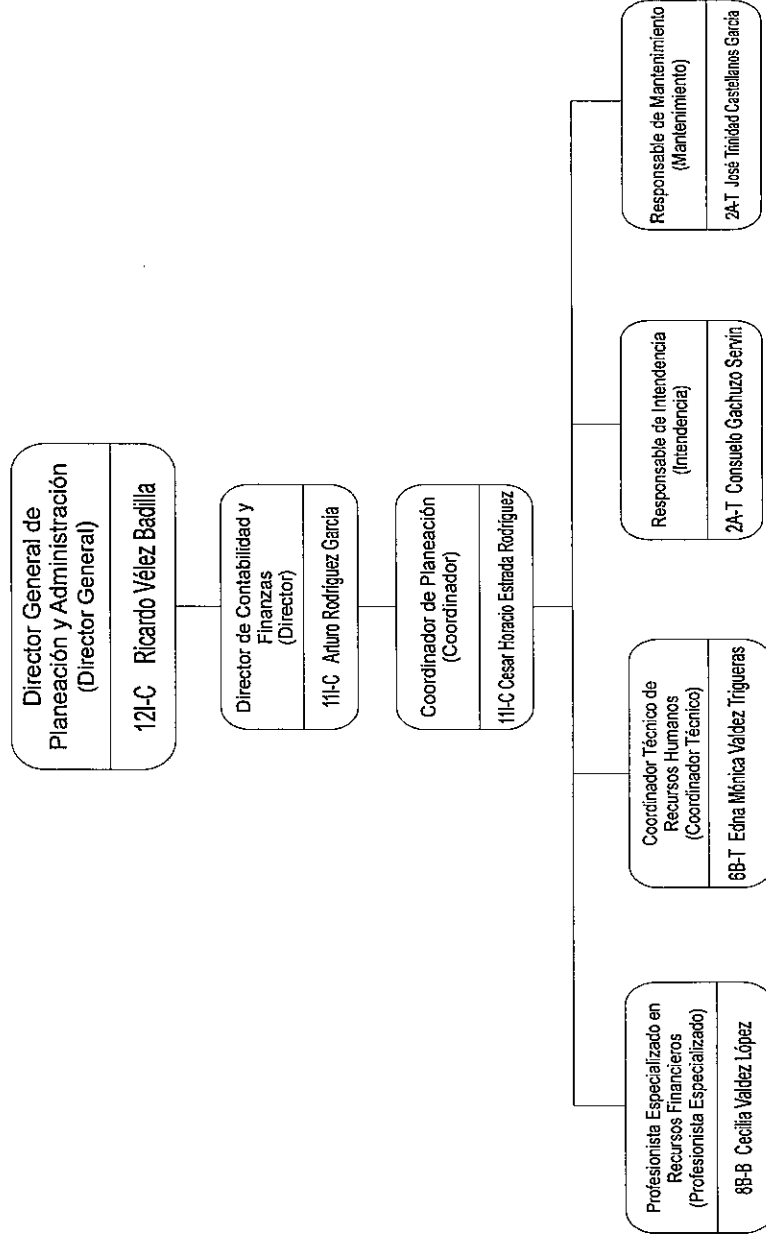 Director General de
Planeación y Administración
(Director General)
12I-C Ricardo Vélez Badilla
Director de Contabilidad y
Finanzas
(Director)
11I-C Arturo Rodríguez Garcia
Coordinador de Planeación
(Coordinador)
11I-C Cesar Horacio Estrada Rodríguez
Profesionista Especializado en
Recursos Financieros
(Profesionista Especializado)
8B-B Cecilia Valdez López
Coordinador Técnico de
Recursos Humanos
(Coordinador Técnico)
6B-T Edna Mónica Valdez Trigueras
Responsable de Intendencia
(Intendencia)
2A-T Consuelo Gachuzo Servin
Responsable de Mantenimiento
(Mantenimiento)
2A-T José Trinidad Castellanos Garcia